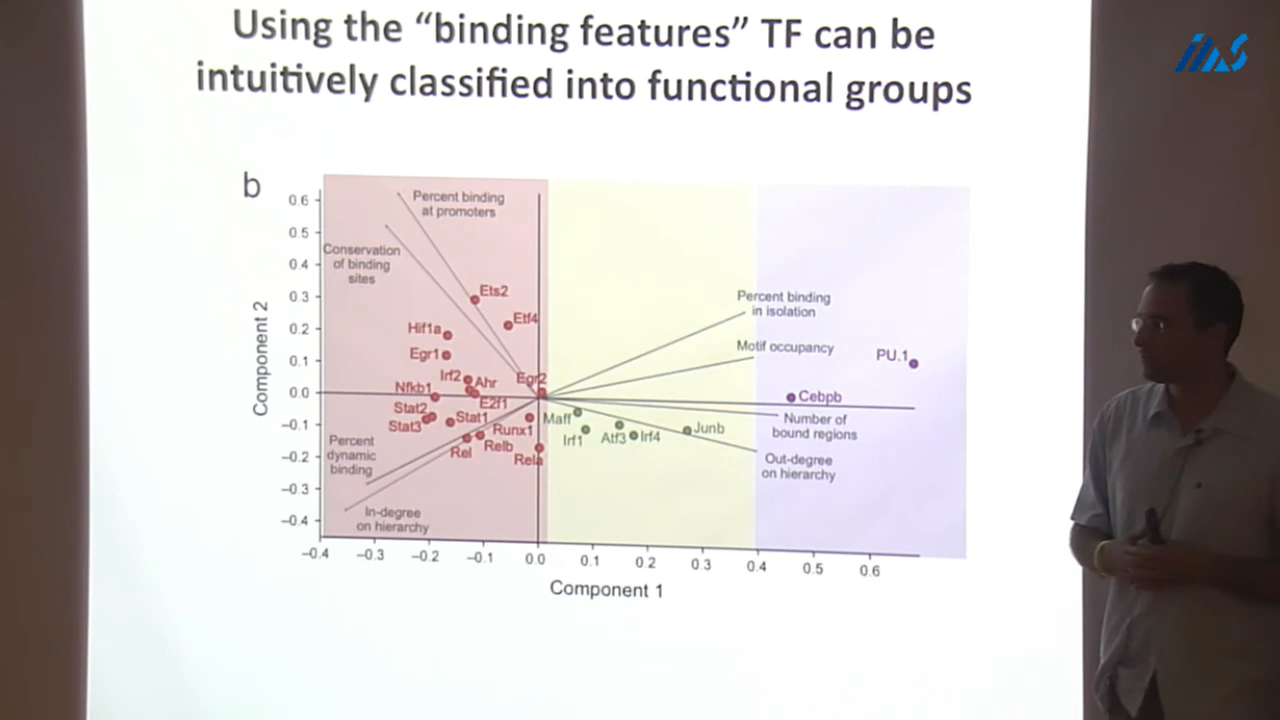 Using the “binding features” TF can be
intuitively classified into functional groups
b
Percent binding
at promoters
Conservation
of binding
sites
Ets2
Etf4
Hif1a
Egr1
Irf2
Ahr
Egr2
Nfkb1
E2f1
Stat2
Stat1
Stat3
Runx1
Relb
Rel
Rela
Percent
dynamic
binding
In-degree
on hierarchy
Maff
Irf1
Atf3
Irf4
Junb
Percent binding
in isolation
Motif occupancy
PU.1
Cebpb
Number of
bound regions
Out-degree
on hierarchy
Component 2
0.6
0.5
0.4
0.3
0.2
0.1
0.0
–0.1
–0.2
–0.3
–0.4
–0.4 –0.3 –0.2 –0.1 0.0 0.1 0.2 0.3 0.4 0.5 0.6
Component 1